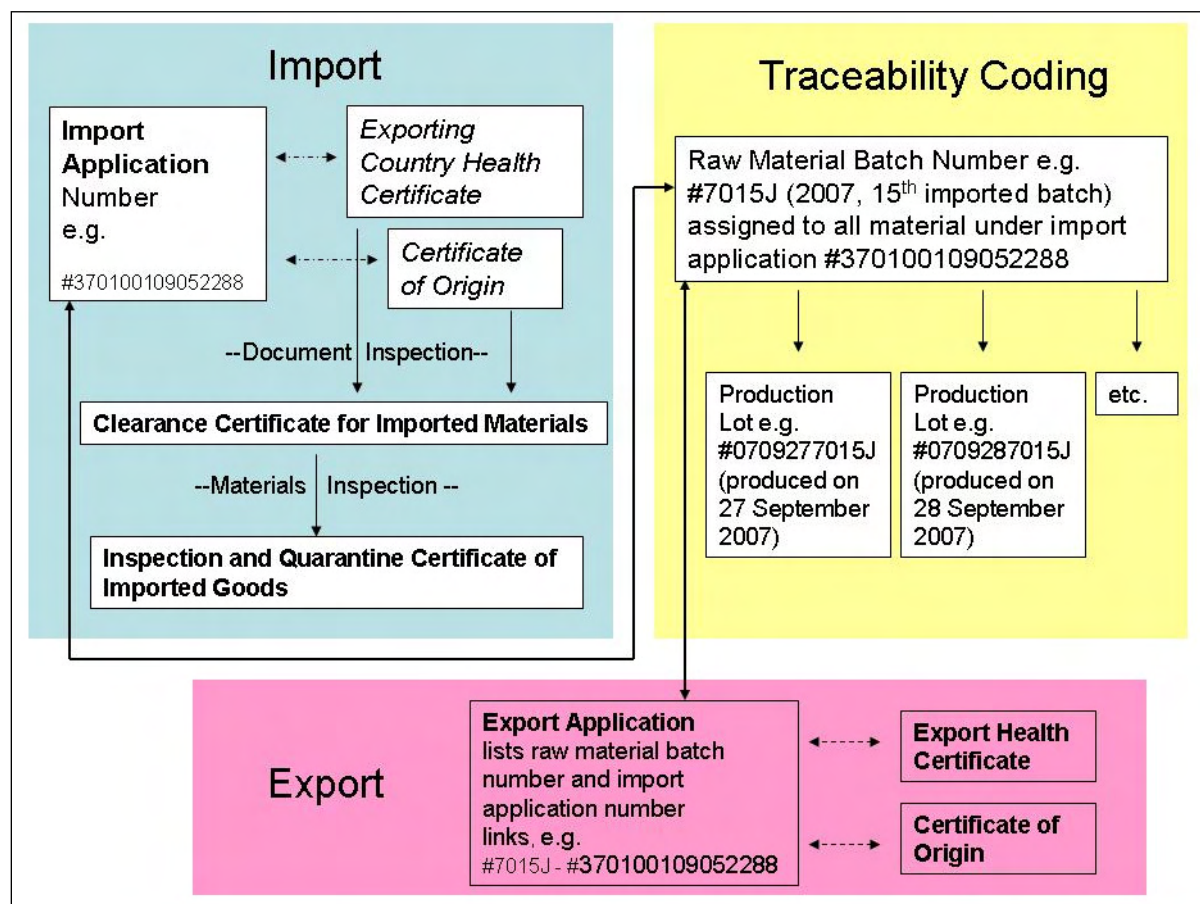 Import
Import
Application
Number
e.g.
#370100109052288
Exporting
Country Health
Certificate
Certificate
of Origin
--Document Inspection--
Clearance Certificate for Imported Materials
--Materials Inspection --
Inspection and Quarantine Certificate of
Imported Goods
Traceability Coding
Raw Material Batch Number e.g.
#7015J (2007, 15th imported batch)
assigned to all material under import
application #370100109052288
Production
Lot e.g.
#0709277015J
(produced on
27 September
2007)
Production
Lot e.g.
#0709287015J
(produced on
28 September
2007)
etc.
Export
Export Application
lists raw material batch
number and import
application number
links, e.g.
#7015J - #370100109052288
Export Health
Certificate
Certificate of
Origin